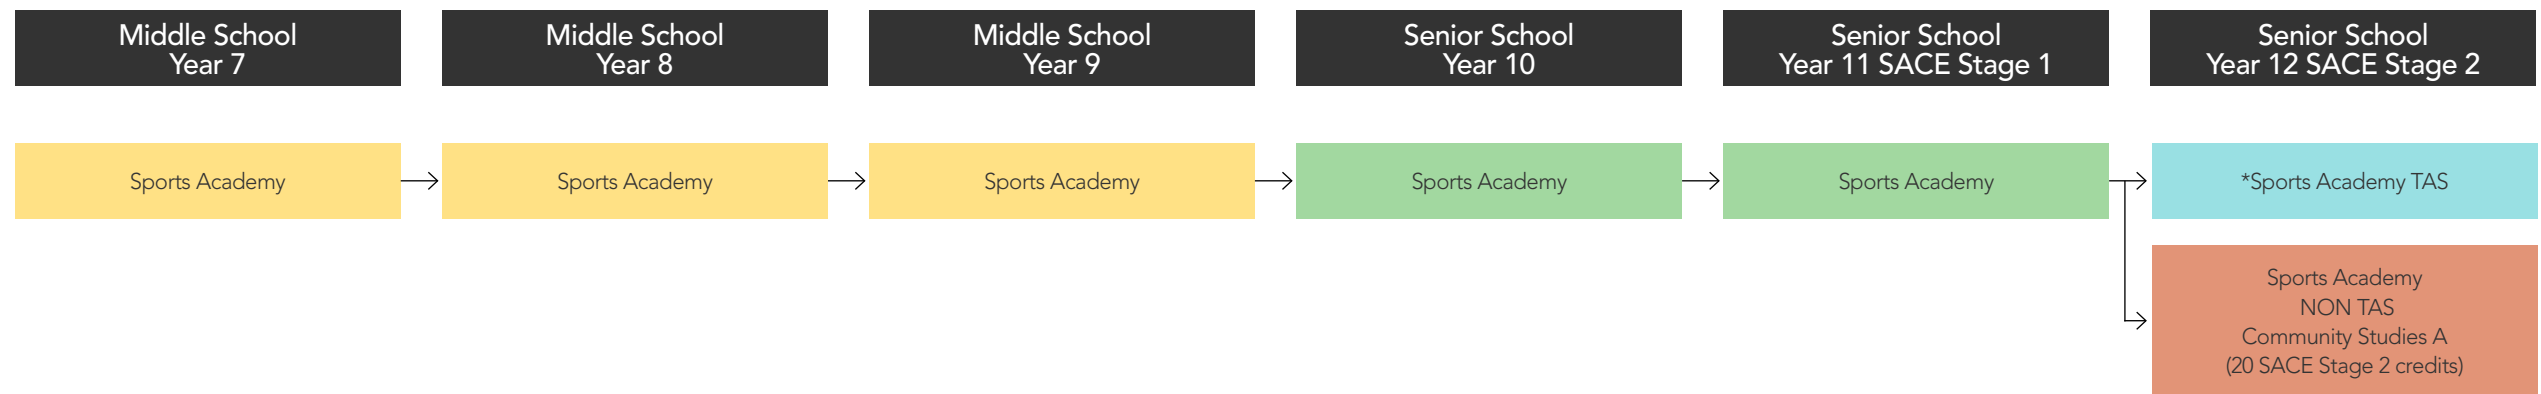 Middle School
Year 7
Middle School
Year 8
Middle School
Year 9
Senior School
Year 10
Senior School
Year 11 SACE Stage 1
Senior School
Year 12 SACE Stage 2
Sports Academy
Sports Academy
Sports Academy
Sports Academy
Sports Academy
*Sports Academy TAS
Sports Academy
NON TAS
Community Studies A
(20 SACE Stage 2 credits)